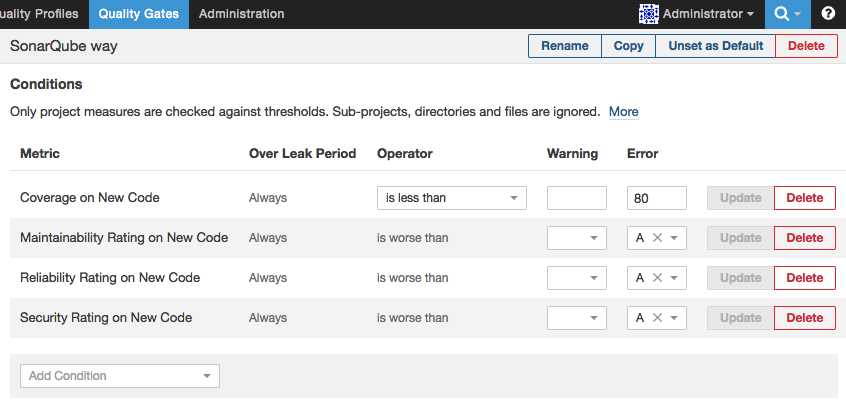 uality Profiles Quality Gates Administration Administrator ?
SonarQube way Rename Copy Unset as Default Delete
Conditions
Only project measures are checked against thresholds. Sub-projects, directories and files are ignored. More
Metric Over Leak Period Operator Warning Error
Coverage on New Code Always is less than 80 Update Delete
Maintainability Rating on New Code Always is worse than A Update Delete
Reliability Rating on New Code Always is worse than A Update Delete
Security Rating on New Code Always is worse than A Update Delete
Add Condition